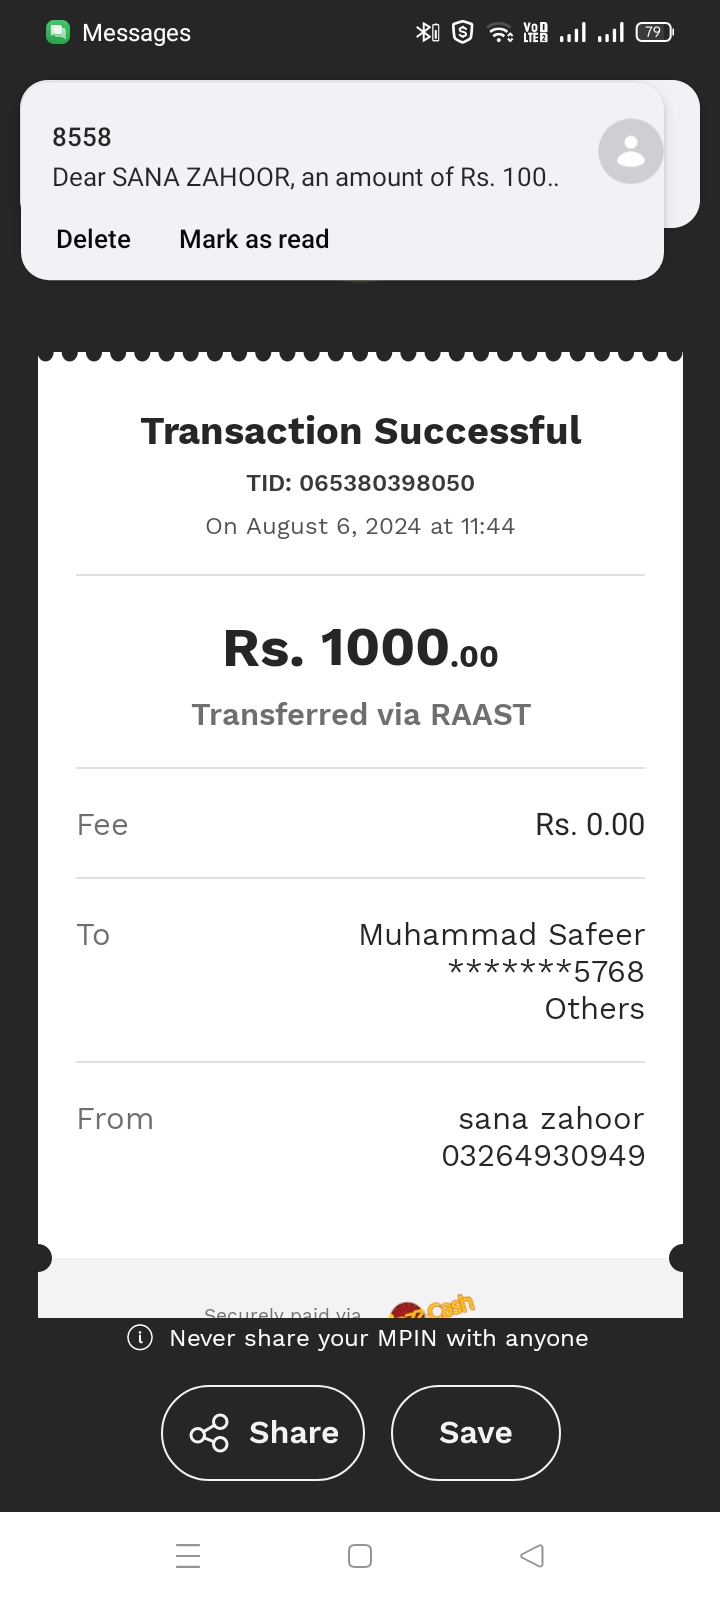 Messages
VoD
LTE2
79
8558
Dear SANA ZAHOOR, an amount of Rs. 100..
Delete Mark as read
Transaction Successful
TID: 065380398050
On August 6, 2024 at 11:44
Rs. 1000.00
Transferred via RAAST
Fee Rs. 0.00
To Muhammad Safeer
*******5768
Others
From sana zahoor
03264930949
Securely paid via Cash
Never share your MPIN with anyone
Share Save